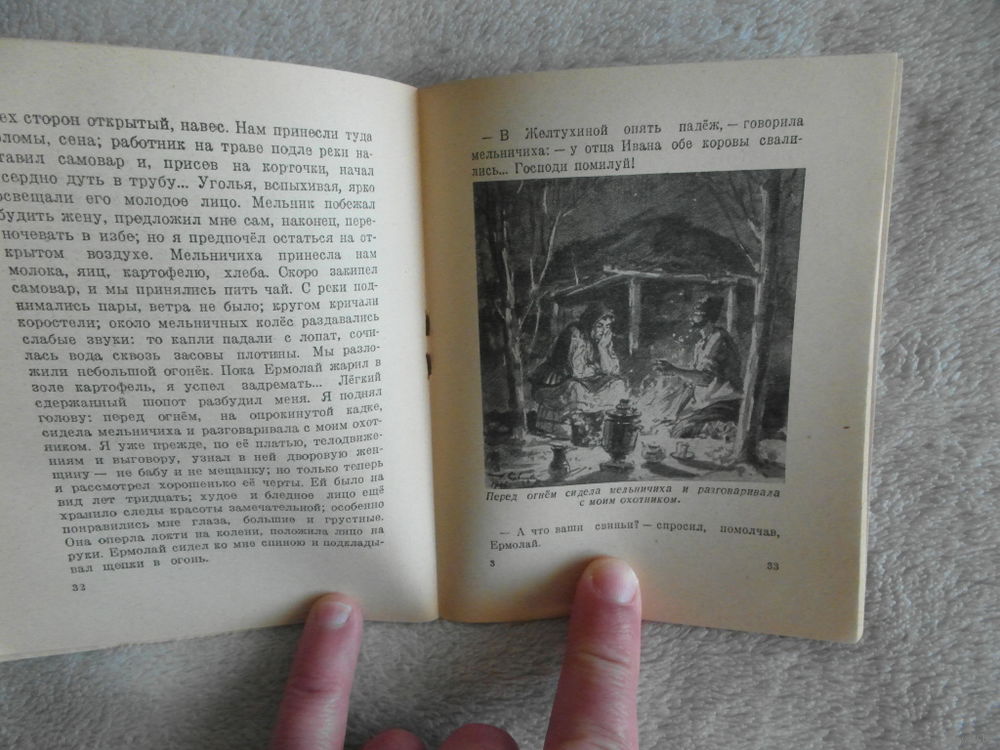 ех сторон открытый, навес. Нам принесли туда
ломы, сена; работник на траве подле реки на-
тавил самовар и, присев на корточки, начал
сердно дуть в трубу... Уголья, вспыхивая, ярко
освещали его молодое лицо. Мельник побежал
будить жену, предложил мне сам, наконец, пере-
ночевать в избе; но я предпочёл остаться на от-
крытом воздухе. Мельничиха принесла нам
молока, яиц, картофелю, хлеба. Скоро закипел
самовар, и мы принялись пить чай. С реки под-
нимались пары, ветра не было; кругом кричали
коростели; около мельничных колёс раздавались
слабые звуки: то капли падали с лопат, сочи-
лась вода сквозь засовы плотины. Мы разло-
жили небольшой огонёк. Пока Ермолай жарил в
золе картофель, я успел задремать... Лёгкий
сдержанный шопот разбудил меня. Я поднял
голову: перед огнём, на опрокинутой кадке,
сидела мельничиха и разговаривала с моим охот-
ником. Я уже прежде, по её платью, телодвиже-
ниям и выговору, узнал в ней дворовую жен-
щину — не бабу и не мещанку; но только теперь
я рассмотрел хорошенько её черты. Ей было на
вид лет тридцать; худое и бледное лицо ещё
хранило следы красоты замечательной; особенно
понравились мне глаза, большие и грустные.
Она оперла локти на колени, положила лицо на
руки. Ермолай сидел ко мне спиною и подклады-
вал щепки в огонь.
32
— В Желтухиной опять падёж, — говорила
мельничиха: — у отца Ивана обе коровы свали-
лись... Господи помилуй!
Перед огнём сидела мельничиха и разговаривала
с моим охотником.
— А что ваши свиньи? — спросил, помолчав,
Ермолай.
3
33